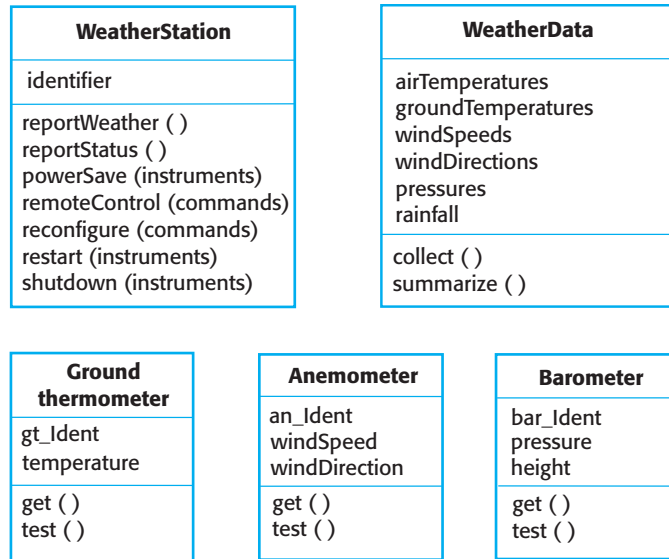 WeatherStation
identifier
reportWeather ( )
reportStatus ( )
powerSave (instruments)
remoteControl (commands)
reconfigure (commands)
restart (instruments)
shutdown (instruments)
WeatherData
airTemperatures
groundTemperatures
windSpeeds
windDirections
pressures
rainfall
collect ( )
summarize ( )
Ground
thermometer
gt_Ident
temperature
get ( )
test ( )
Anemometer
an_Ident
windSpeed
windDirection
get ( )
test ( )
Barometer
bar_Ident
pressure
height
get ( )
test ( )